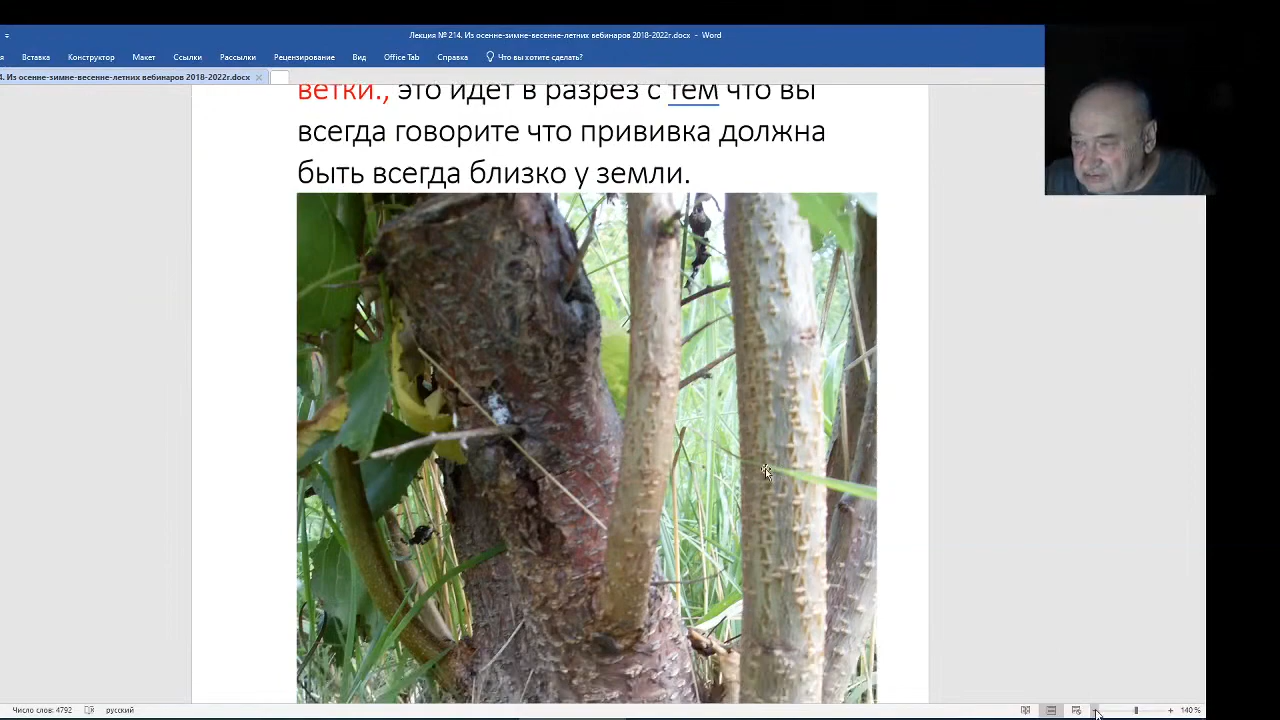 Лекция № 214. Из осенне-зимне-весенне-летних вебинаров 2018-2022г.docx - Word
Вставка Конструктор Макет Ссылки Рассылки Рецензирование Вид Office Tab Справка Что вы хотите сделать?
4. Из осенне-зимне-весенне-летних вебинаров 2018-2022г.docx
ветки., это идет в разрез с тем что вы
всегда говорите что прививка должна
быть всегда близко у земли.
Число слов: 4792 русский 140 %